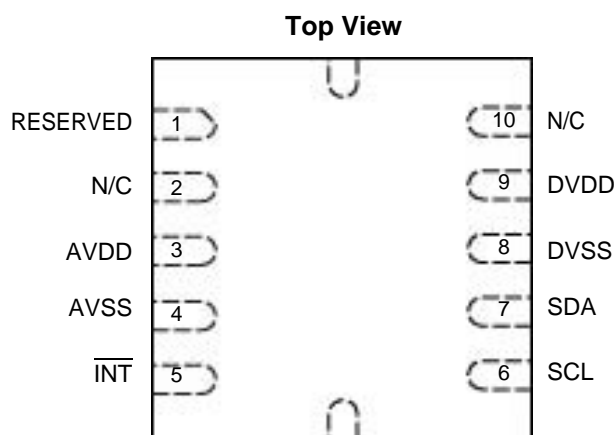 Top View
RESERVED 1 10 N/C
N/C 2 9 DVDD
AVDD 3 8 DVSS
AVSS 4 7 SDA
INT 5 6 SCL